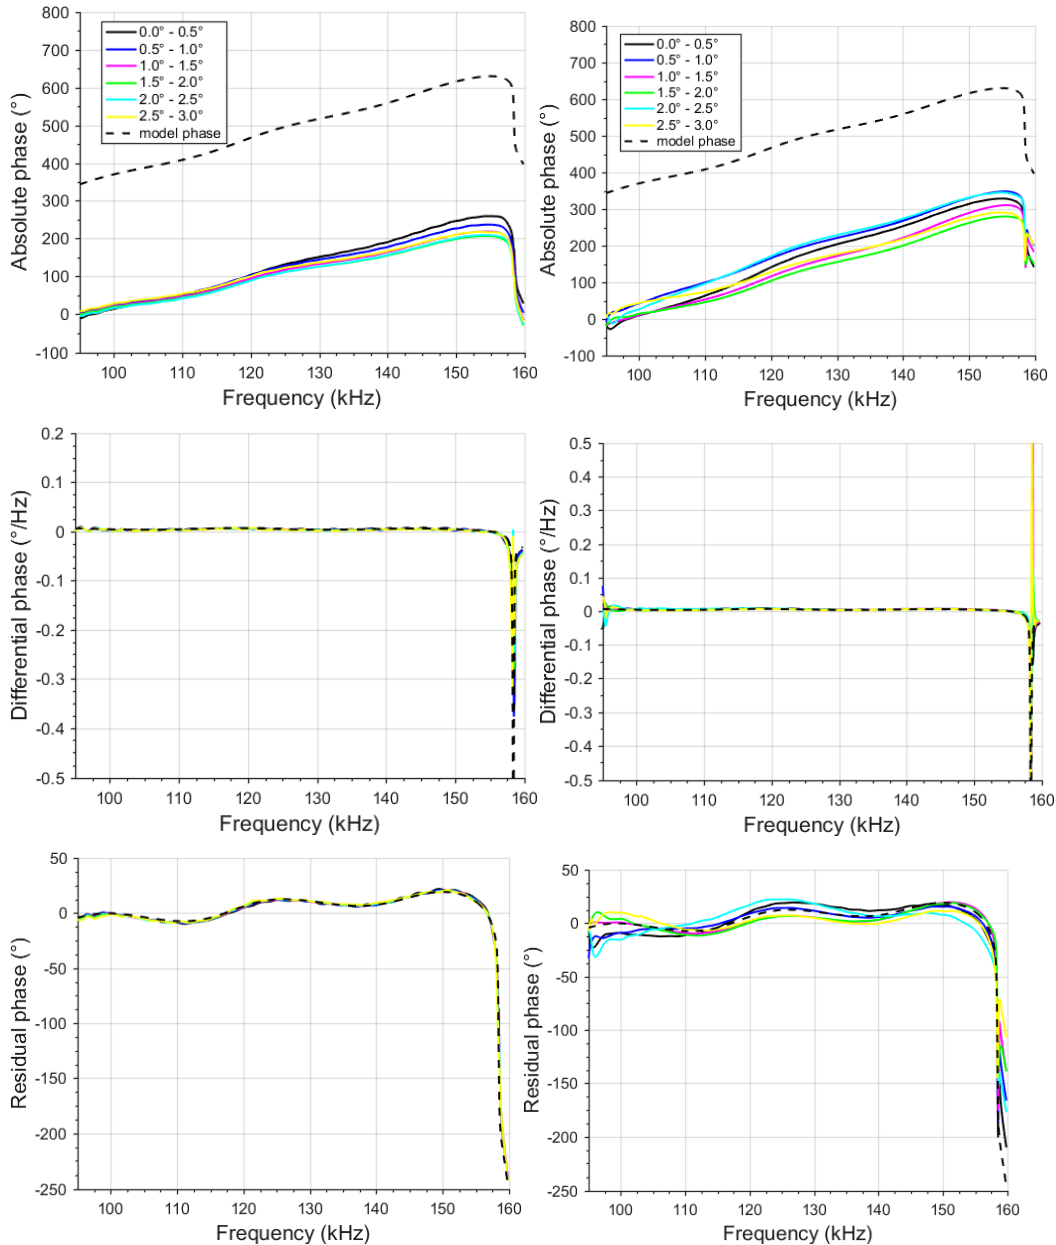 Absolute phase (°)
800
700
600
500
400
300
200
100
0
-100
0.0° - 0.5°
0.5° - 1.0°
1.0° - 1.5°
1.5° - 2.0°
2.0° - 2.5°
2.5° - 3.0°
model phase
100 110 120 130 140 150 160
Frequency (kHz)
Absolute phase (°)
800
700
600
500
400
300
200
100
0
-100
0.0° - 0.5°
0.5° - 1.0°
1.0° - 1.5°
1.5° - 2.0°
2.0° - 2.5°
2.5° - 3.0°
model phase
100 110 120 130 140 150 160
Frequency (kHz)
Differential phase (°/Hz)
0.2
0.1
0
-0.1
-0.2
-0.3
-0.4
-0.5
100 110 120 130 140 150 160
Frequency (kHz)
Differential phase (°/Hz)
0.5
0.4
0.3
0.2
0.1
0
-0.1
-0.2
-0.3
-0.4
-0.5
100 110 120 130 140 150 160
Frequency (kHz)
Residual phase (°)
50
0
-50
-100
-150
-200
-250
100 110 120 130 140 150 160
Frequency (kHz)
Residual phase (°)
50
0
-50
-100
-150
-200
-250
100 110 120 130 140 150 160
Frequency (kHz)